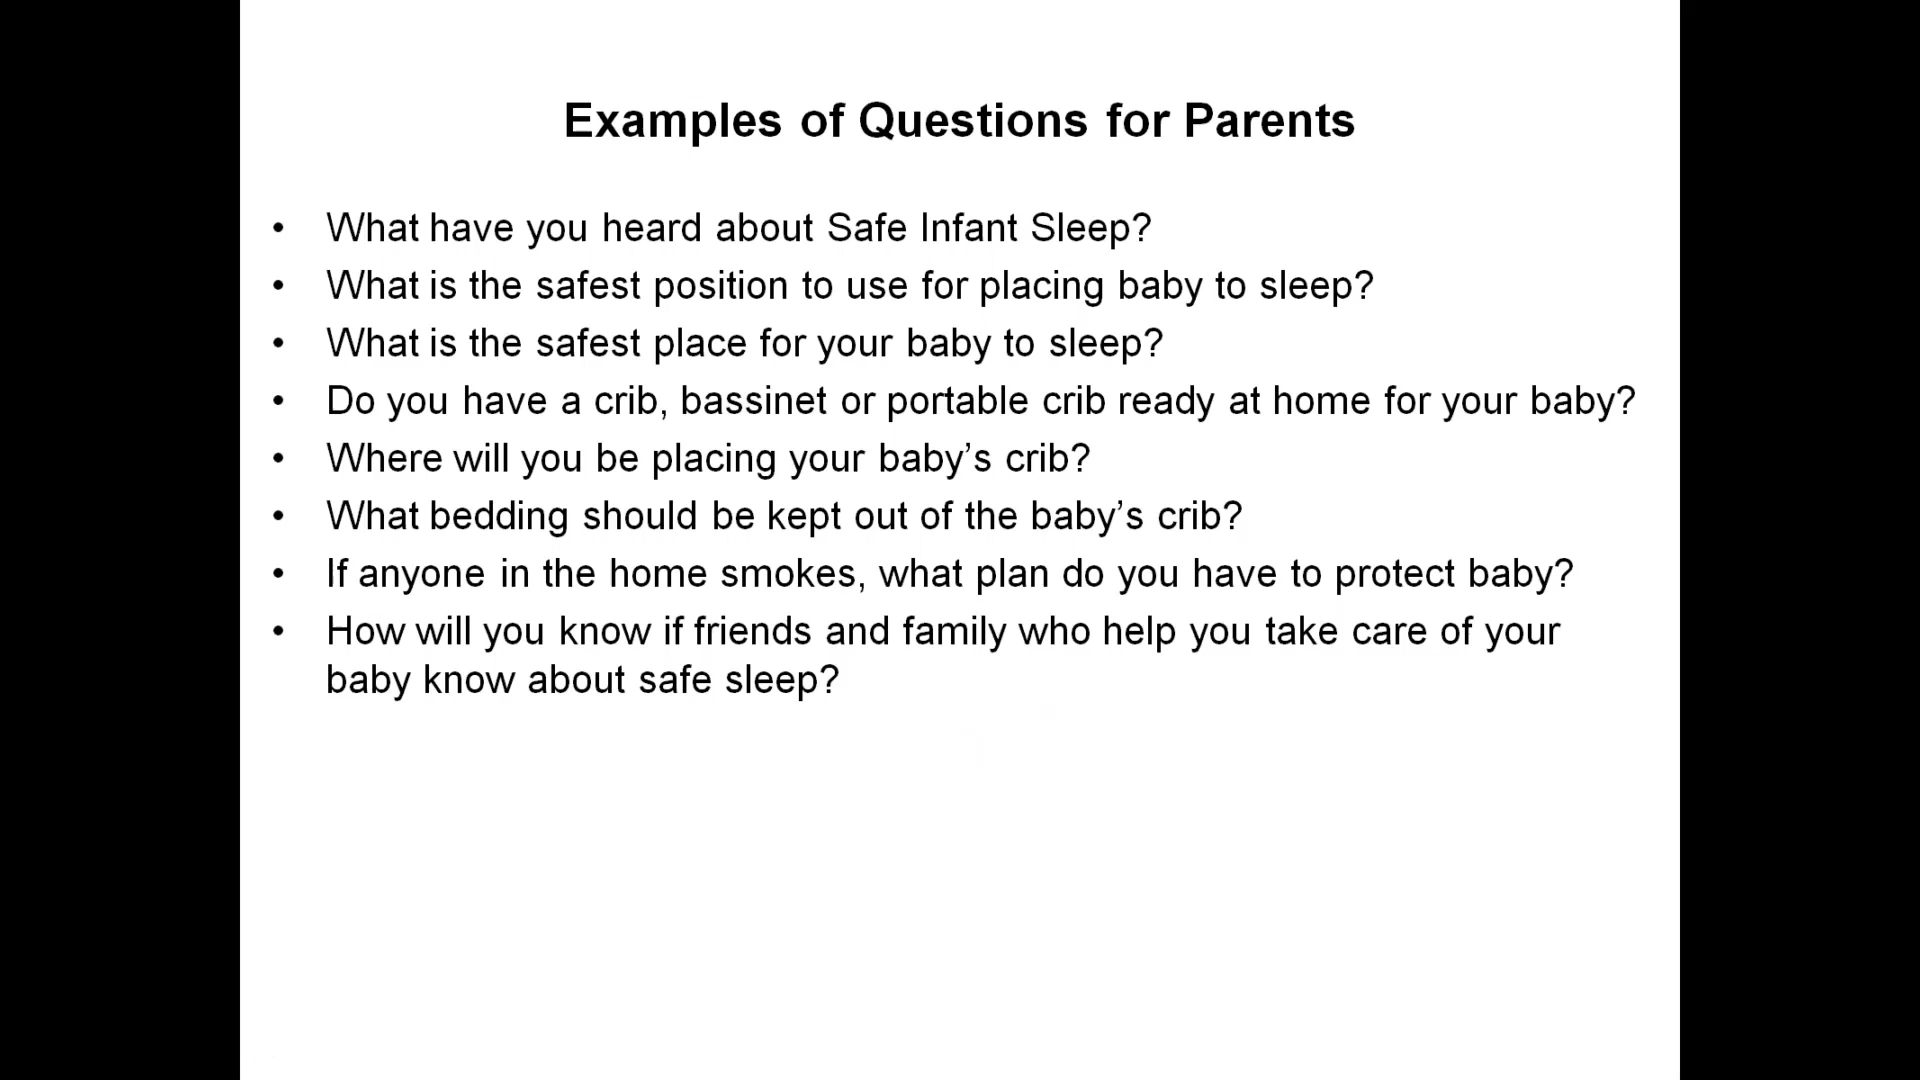 Examples of Questions for Parents
• What have you heard about Safe Infant Sleep?
• What is the safest position to use for placing baby to sleep?
• What is the safest place for your baby to sleep?
• Do you have a crib, bassinet or portable crib ready at home for your baby?
• Where will you be placing your baby’s crib?
• What bedding should be kept out of the baby’s crib?
• If anyone in the home smokes, what plan do you have to protect baby?
• How will you know if friends and family who help you take care of your
baby know about safe sleep?